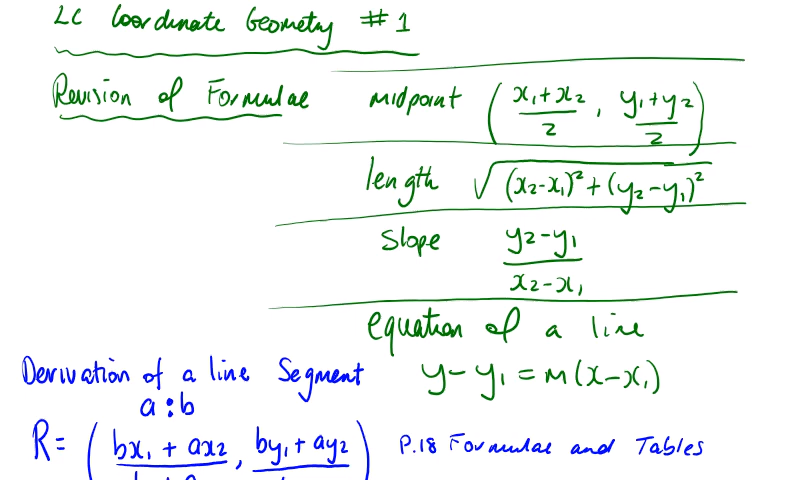 LC Coordinate Geometry #1
Revision of Formulae
midpoint ( x₁+x₂ / 2 , y₁+y₂ / 2 )
length √(x₂-x₁)²+(y₂-y₁)²
Slope y₂-y₁ / x₂-x₁
equation of a line
y-y₁=m(x-x₁)
Derivation of a line Segment
a:b
R= ( bx₁ + ax₂ , by₁ + ay₂ )
P.18 Formulae and Tables